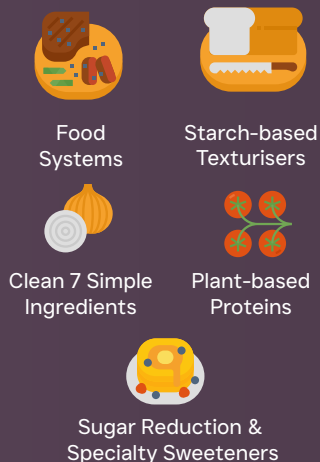 Food
Systems
Starch-based
Texturisers
Clean 7 Simple
Ingredients
Plant-based
Proteins
Sugar Reduction &
Specialty Sweeteners